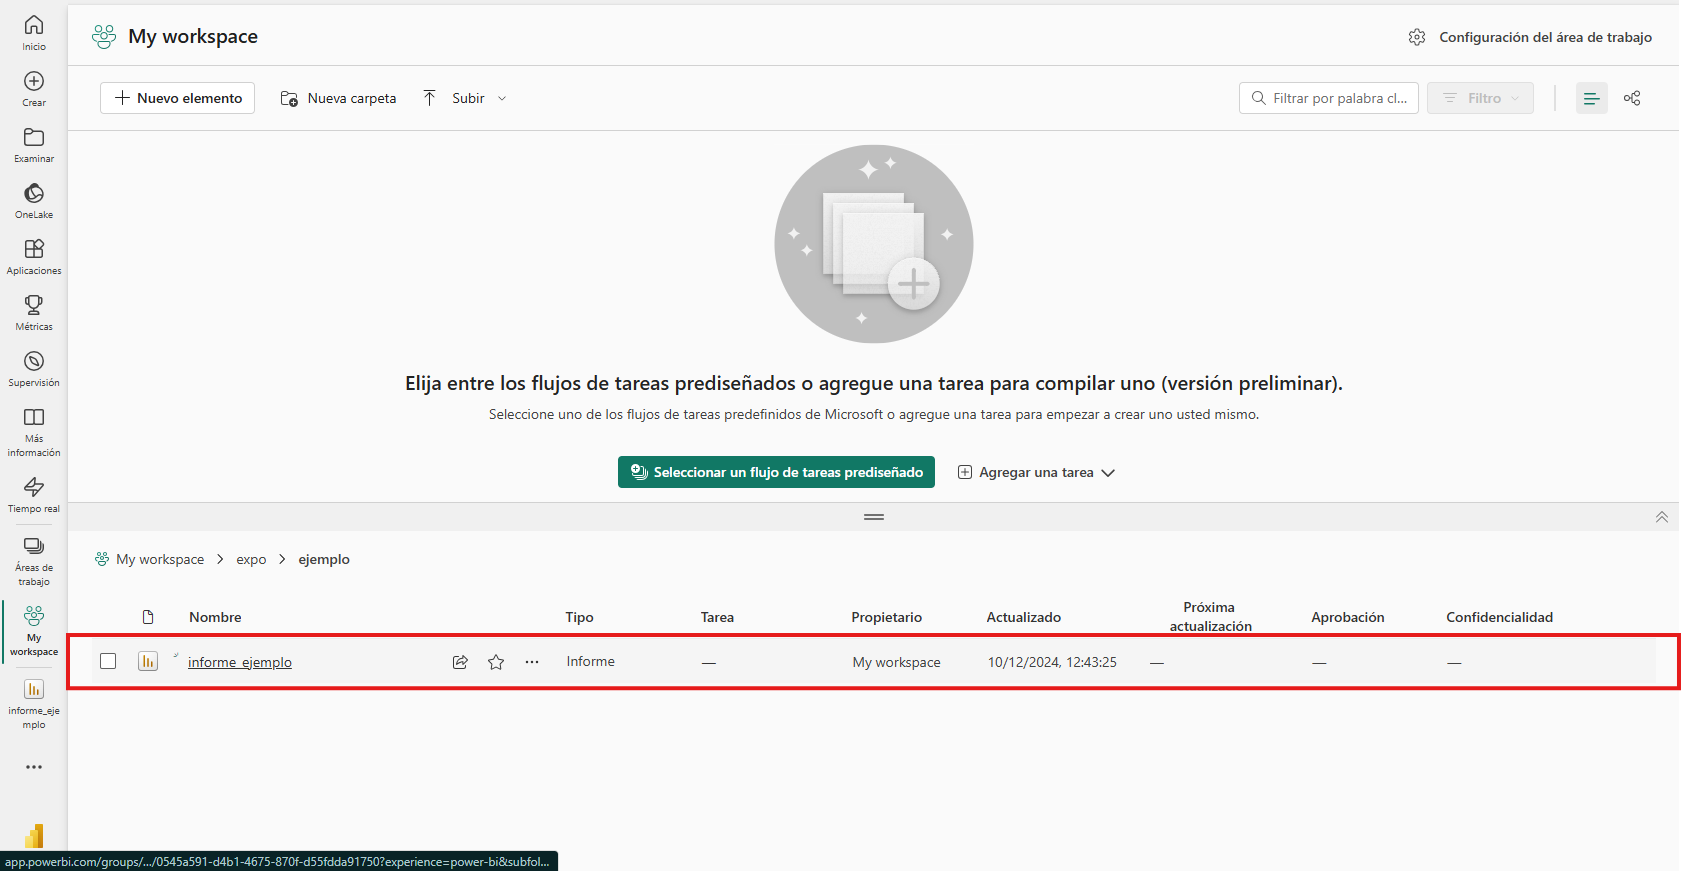 Inicio
Crear
Examinar
OneLake
Aplicaciones
Métricas
Supervisión
Más
información
Tiempo real
Áreas de
trabajo
My
workspace
informe_eje
mplo
My workspace
Configuración del área de trabajo
Nuevo elemento
Nueva carpeta
Subir
Filtrar por palabra cl...
Filtro
Elija entre los flujos de tareas prediseñados o agregue una tarea para compilar uno (versión preliminar).
Seleccione uno de los flujos de tareas predefinidos de Microsoft o agregue una tarea para empezar a crear uno usted mismo.
Seleccionar un flujo de tareas prediseñado
Agregar una tarea
My workspace > expo > ejemplo
Nombre Tipo Tarea Propietario Actualizado Próxima actualización Aprobación Confidencialidad
informe_ejemplo Informe — My workspace 10/12/2024, 12:43:25 — — —
app.powerbi.com/groups/.../0545a591-d4b1-4675-870f-d55fdda91750?experience=power-bi&subfol...